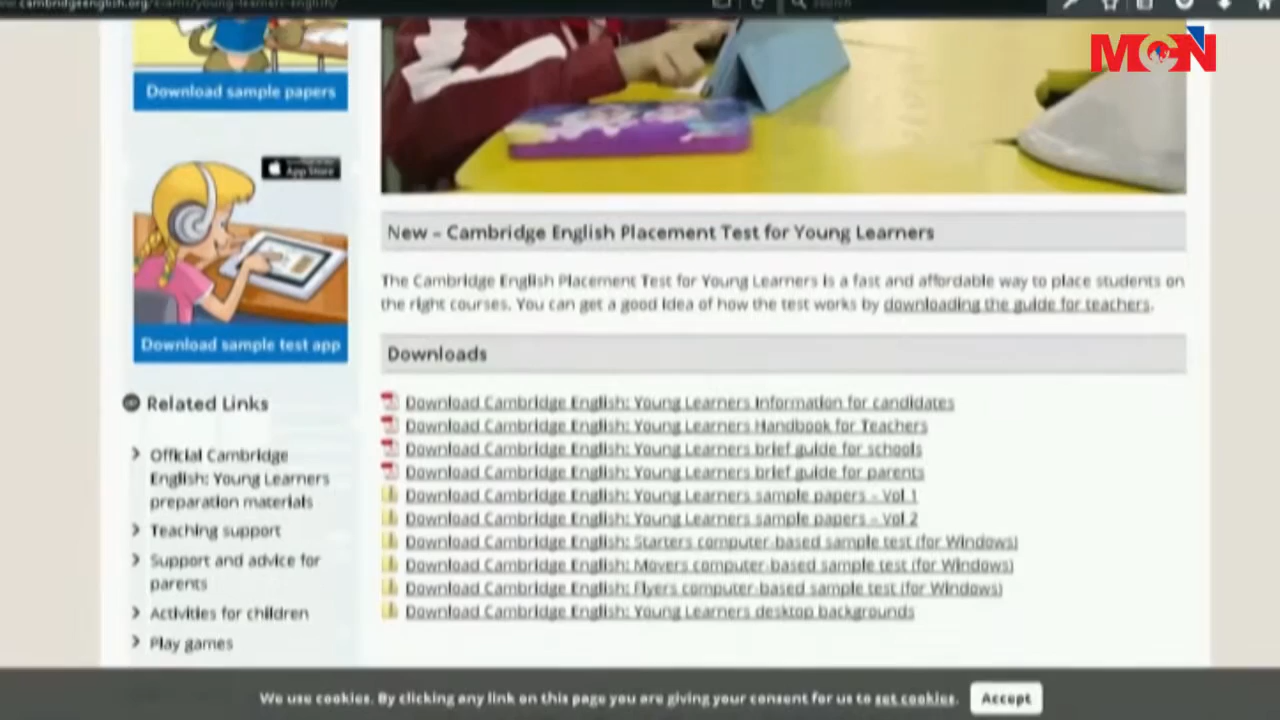 www.cambridgeenglish.org/exams/young-learners-english/
Search
MCN
Download sample papers
App Store
Download sample test app
Related Links
Official Cambridge
English: Young Learners
preparation materials
Teaching support
Support and advice for
parents
Activities for children
Play games
New – Cambridge English Placement Test for Young Learners
The Cambridge English Placement Test for Young Learners is a fast and affordable way to place students on
the right courses. You can get a good idea of how the test works by downloading the guide for teachers.
Downloads
Download Cambridge English: Young Learners Information for candidates
Download Cambridge English: Young Learners Handbook for Teachers
Download Cambridge English: Young Learners brief guide for schools
Download Cambridge English: Young Learners brief guide for parents
Download Cambridge English: Young Learners sample papers – Vol 1
Download Cambridge English: Young Learners sample papers – Vol 2
Download Cambridge English: Starters computer-based sample test (for Windows)
Download Cambridge English: Movers computer-based sample test (for Windows)
Download Cambridge English: Flyers computer-based sample test (for Windows)
Download Cambridge English: Young Learners desktop backgrounds
We use cookies. By clicking any link on this page you are giving your consent for us to set cookies.
Accept